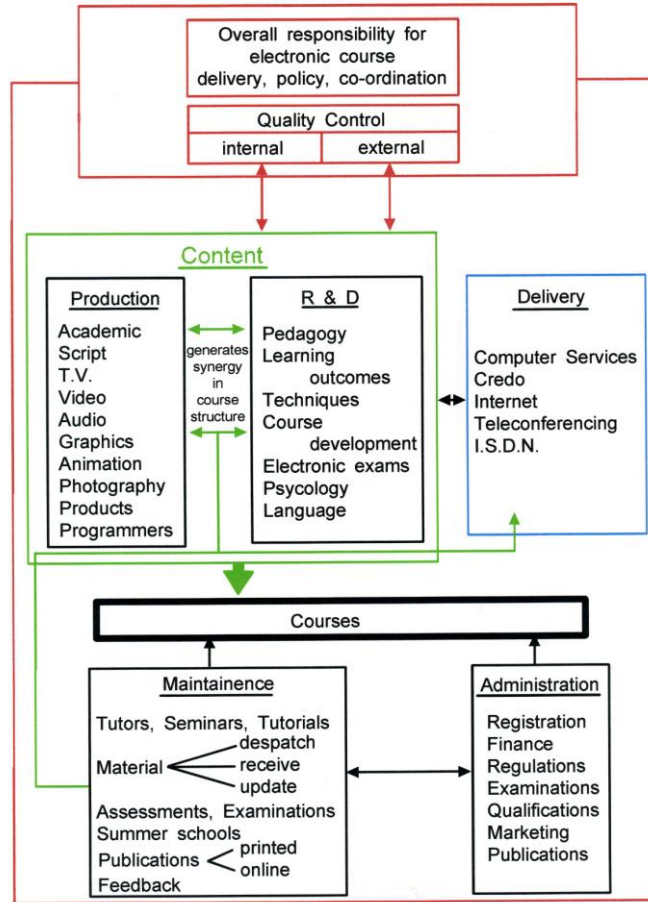 Overall responsibility for
electronic course
delivery, policy, co-ordination
Quality Control
internal
external
Content
Production
Academic
Script
T.V.
Video
Audio
Graphics
Animation
Photography
Products
Programmers
generates
synergy
in
course
structure
R & D
Pedagogy
Learning
outcomes
Techniques
Course
development
Electronic exams
Psycology
Language
Delivery
Computer Services
Credo
Internet
Teleconferencing
I.S.D.N.
Courses
Maintainence
Tutors, Seminars, Tutorials
Material
despatch
receive
update
Assessments, Examinations
Summer schools
Publications
printed
online
Feedback
Administration
Registration
Finance
Regulations
Examinations
Qualifications
Marketing
Publications